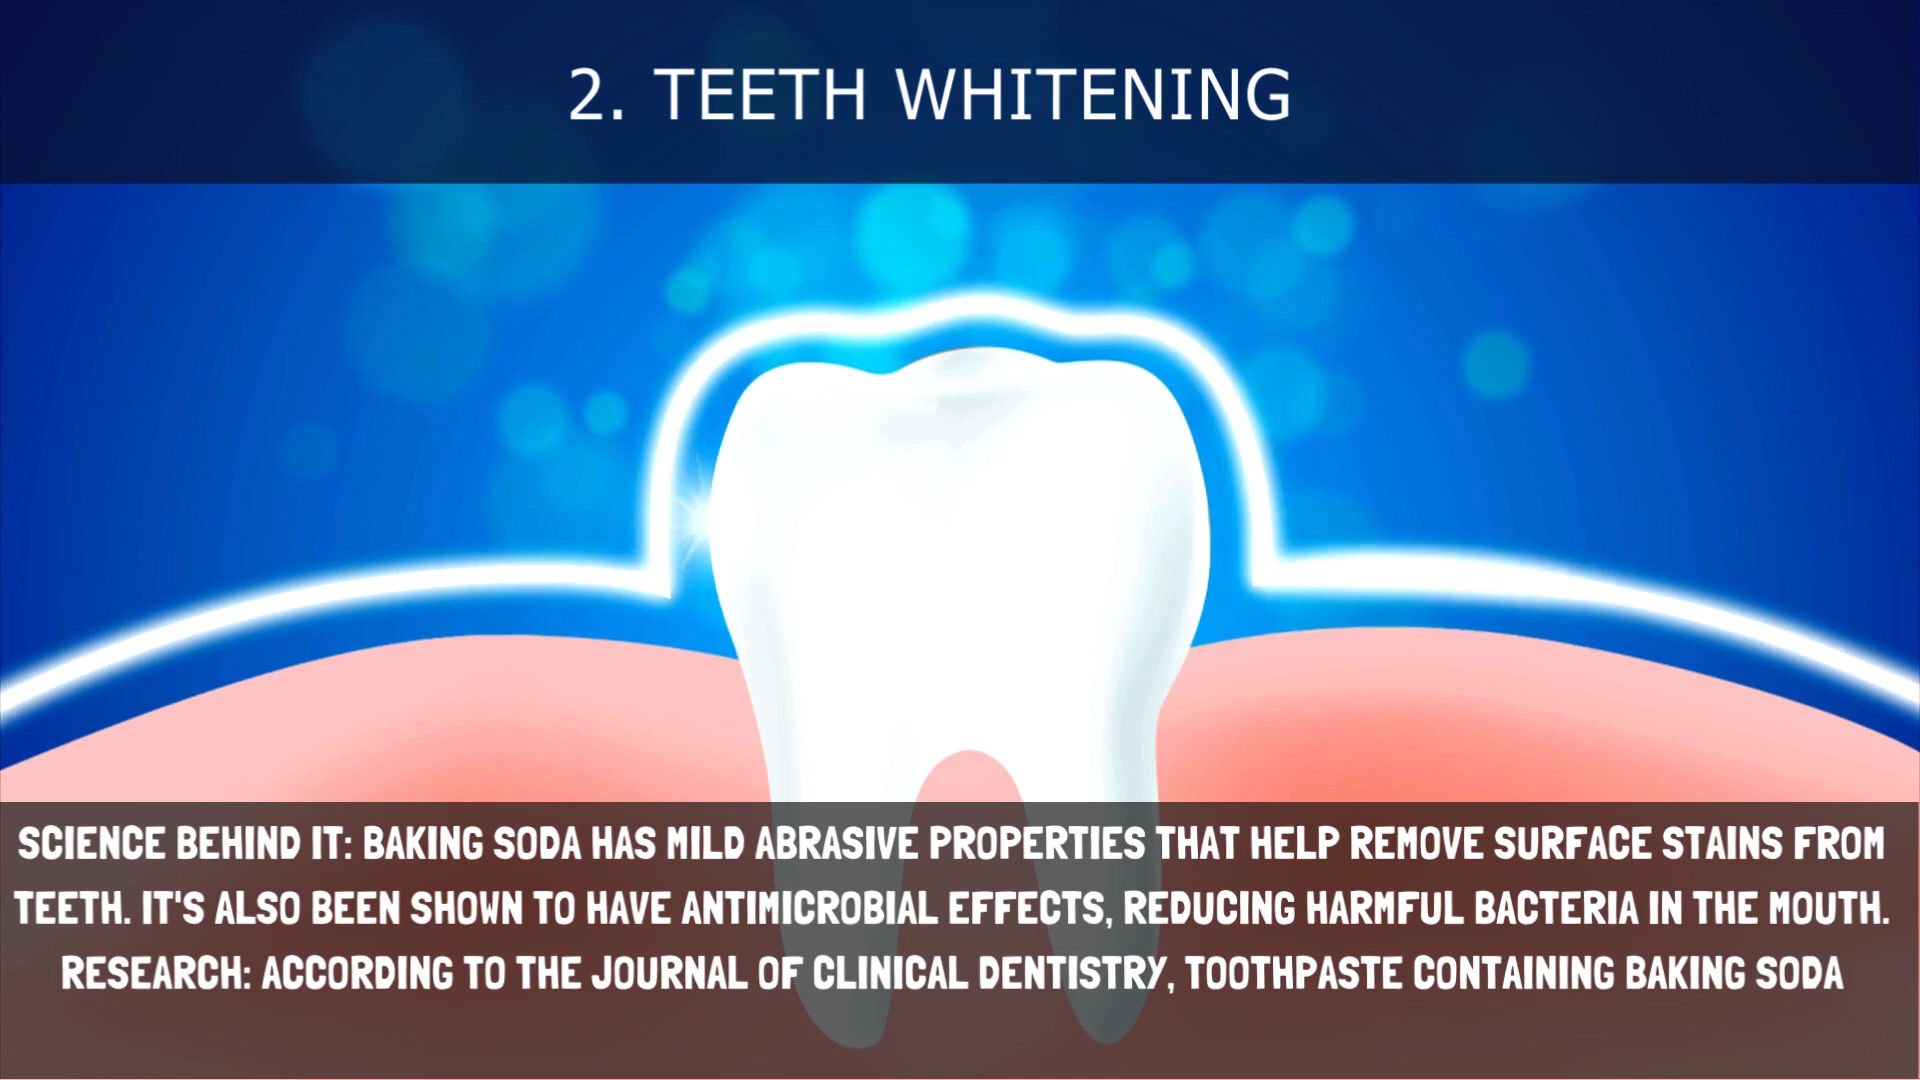 2. TEETH WHITENING
SCIENCE BEHIND IT: BAKING SODA HAS MILD ABRASIVE PROPERTIES THAT HELP REMOVE SURFACE STAINS FROM
TEETH. IT'S ALSO BEEN SHOWN TO HAVE ANTIMICROBIAL EFFECTS, REDUCING HARMFUL BACTERIA IN THE MOUTH.
RESEARCH: ACCORDING TO THE JOURNAL OF CLINICAL DENTISTRY, TOOTHPASTE CONTAINING BAKING SODA